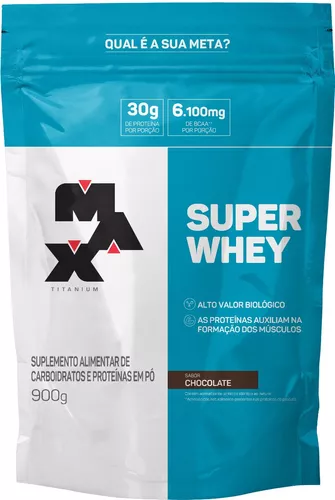 QUAL É A SUA META?
30g
DE PROTEÍNA
POR PORÇÃO
6.100mg
DE BCAA**
POR PORÇÃO
MAX
TITANIUM
SUPER
WHEY
ALTO VALOR BIOLÓGICO
AS PROTEÍNAS AUXILIAM NA
FORMAÇÃO DOS MÚSCULOS
SUPLEMENTO ALIMENTAR DE
CARBOIDRATOS E PROTEÍNAS EM PÓ
900g
SABOR
CHOCOLATE